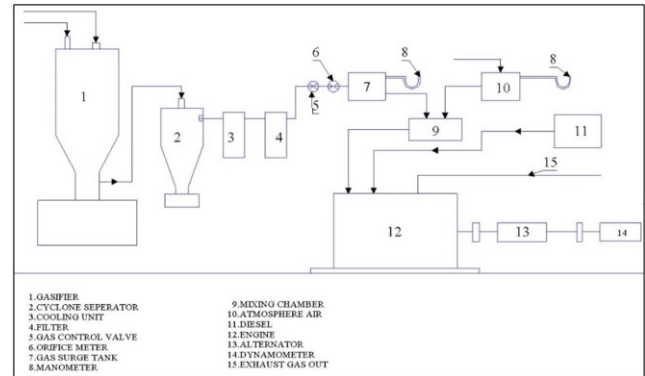 6
8
8
1
7
10
5
2
3
4
9
11
15
12
13
14
1.GASIFIER
2.CYCLONE SEPERATOR
3.COOLING UNIT
4.FILTER
5.GAS CONTROL VALVE
6.ORIFICE METER
7.GAS SURGE TANK
8.MANOMETER
9.MIXING CHAMBER
10.ATMOSPHERE AIR
11.DIESEL
12.ENGINE
13.ALTERNATOR
14.DYNAMOMETER
15.EXHAUST GAS OUT